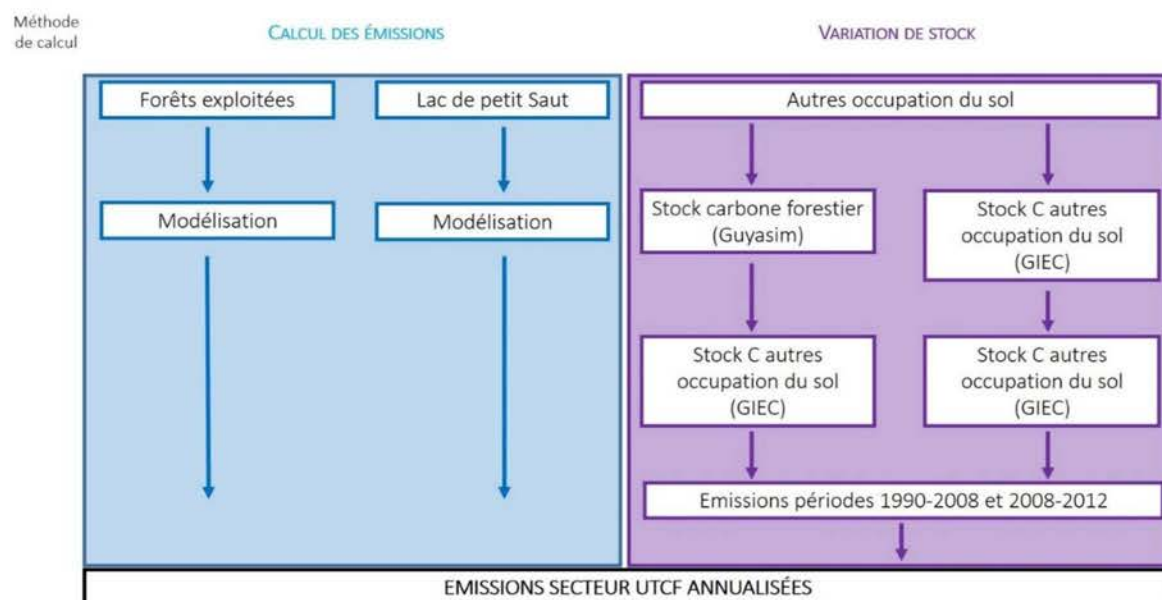 Méthode
de calcul
CALCUL DES ÉMISSIONS
VARIATION DE STOCK
Forêts exploitées
Lac de petit Saut
Autres occupation du sol
Modélisation
Modélisation
Stock carbone forestier
(Guyasim)
Stock C autres
occupation du sol
(GIEC)
Stock C autres
occupation du sol
(GIEC)
Stock C autres
occupation du sol
(GIEC)
Emissions périodes 1990-2008 et 2008-2012
EMISSIONS SECTEUR UTCF ANNUALISÉES